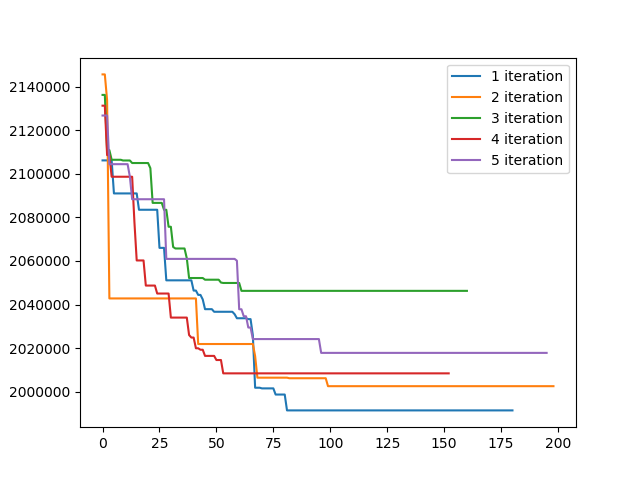 2140000
2120000
2100000
2080000
2060000
2040000
2020000
2000000
0 25 50 75 100 125 150 175 200
1 iteration
2 iteration
3 iteration
4 iteration
5 iteration